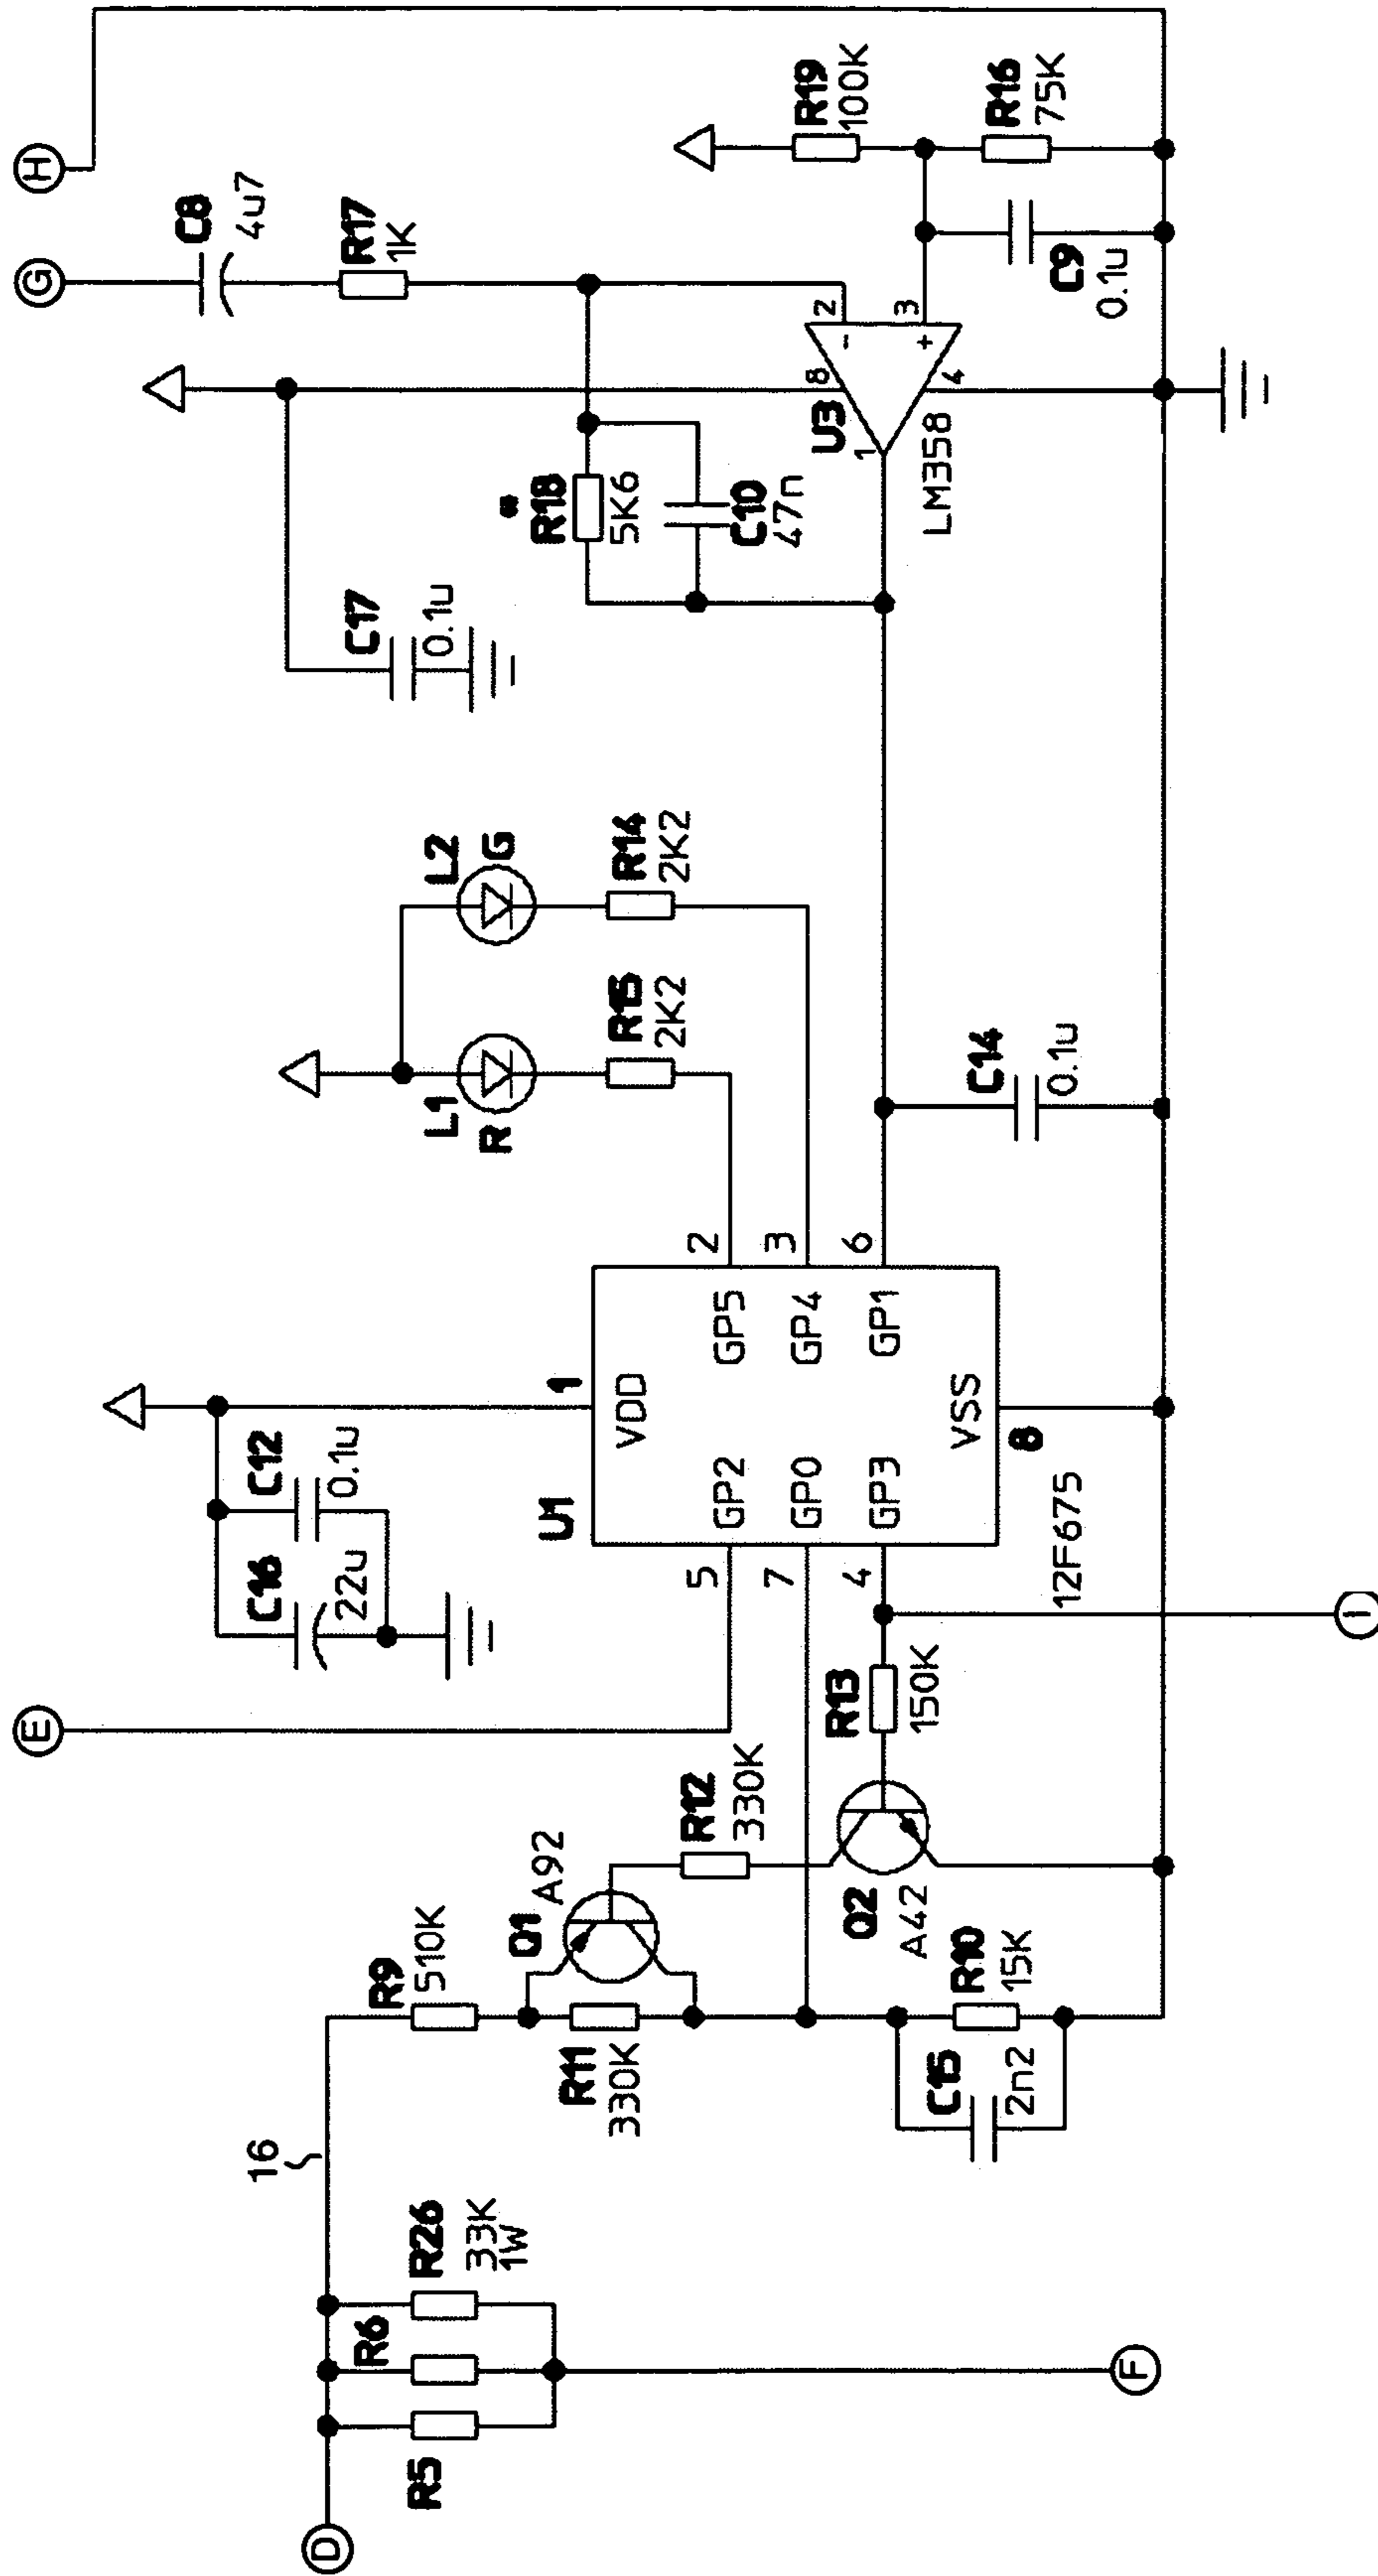 D
R5
R6
R26
33K
1W
F
16
R9
510K
R11
330K
Q1
A92
C15
2n2
R10
15K
R12
330K
Q2
A42
R13
150K
I
E
C16
22u
C12
0.1u
U1
1
VDD
5
GP2
7
GP0
4
GP3
VSS
8
12F675
GP5
2
GP4
3
GP1
6
L1
R
L2
G
R15
2K2
R14
2K2
C14
0.1u
C17
0.1u
*
R18
5K6
C10
47n
G
C8
4u7
R17
1K
H
U3
1
2
-
3
+
8
4
LM358
R19
100K
R16
75K
C9
0.1u